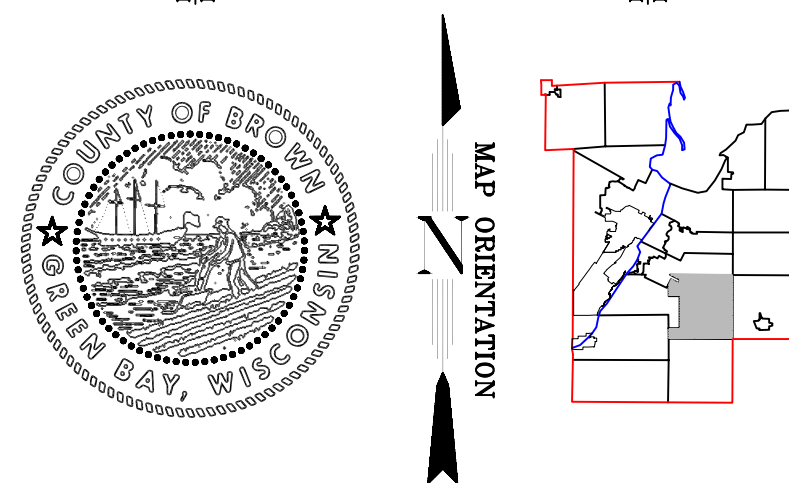 COUNTY OF BROWN
GREEN BAY, WISCONSIN
N
MAP ORIENTATION